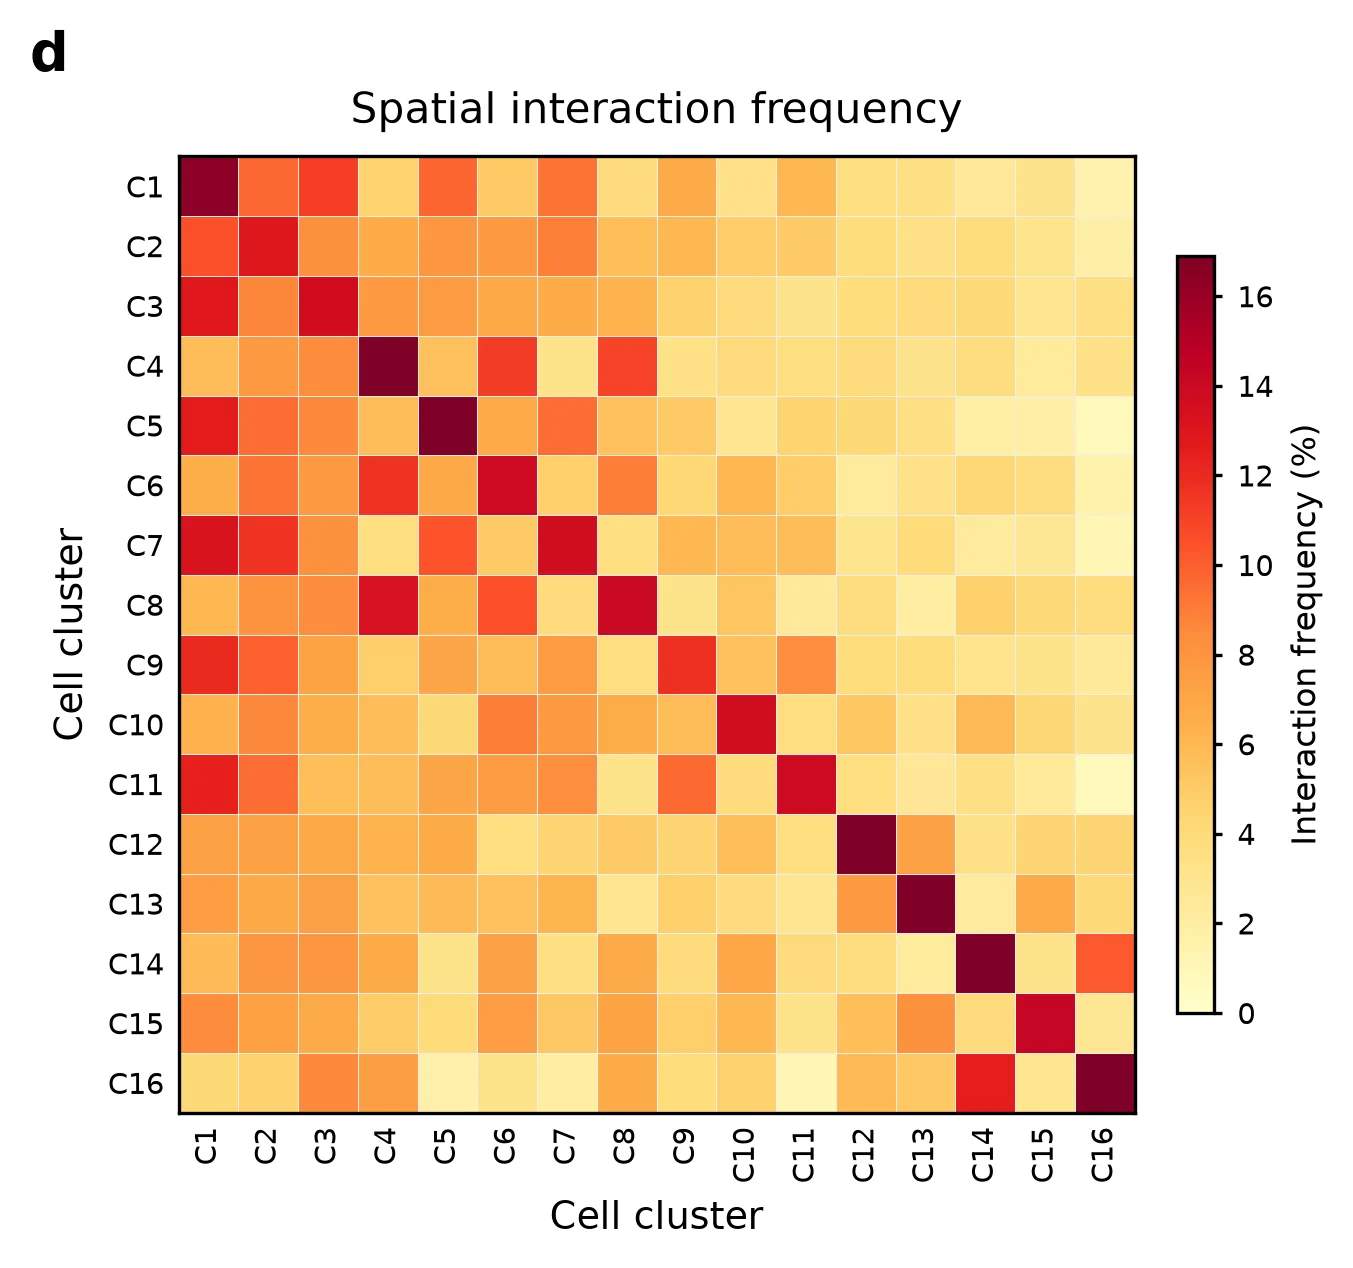 d
Spatial interaction frequency
C1
C2
C3
C4
C5
C6
C7
C8
C9
C10
C11
C12
C13
C14
C15
C16
Cell cluster
C1 C2 C3 C4 C5 C6 C7 C8 C9 C10 C11 C12 C13 C14 C15 C16
Cell cluster
16
14
12
10
8
6
4
2
0
Interaction frequency (%)